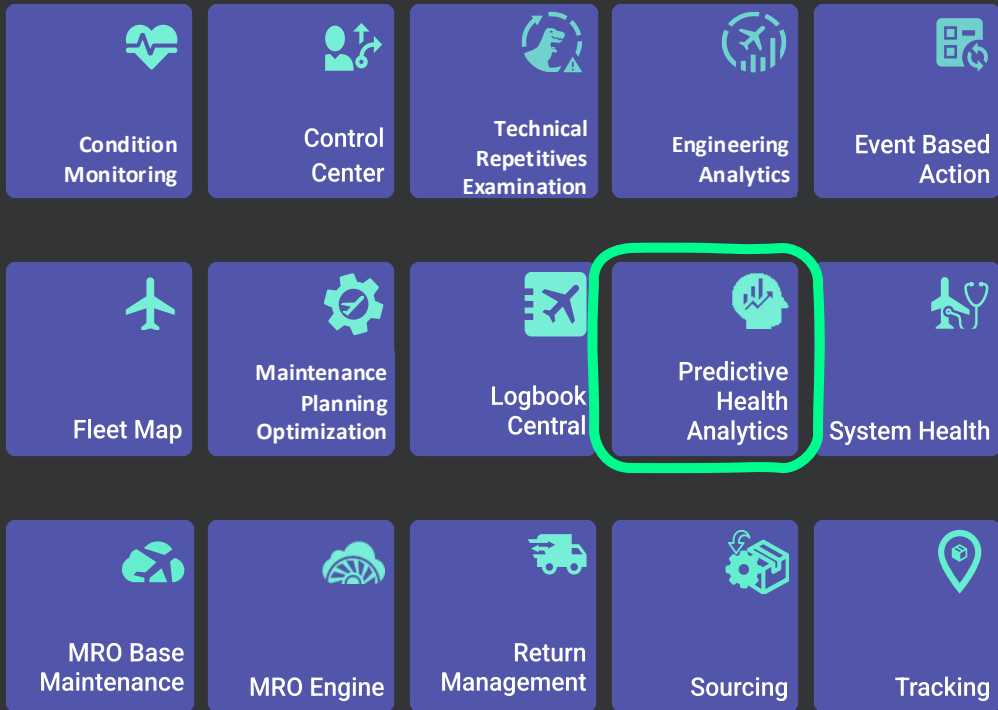 Condition
Monitoring
Control
Center
Technical
Repetitives
Examination
Engineering
Analytics
Event Based
Action
Fleet Map
Maintenance
Planning
Optimization
Logbook
Central
Predictive
Health
Analytics
System Health
MRO Base
Maintenance
MRO Engine
Return
Management
Sourcing
Tracking